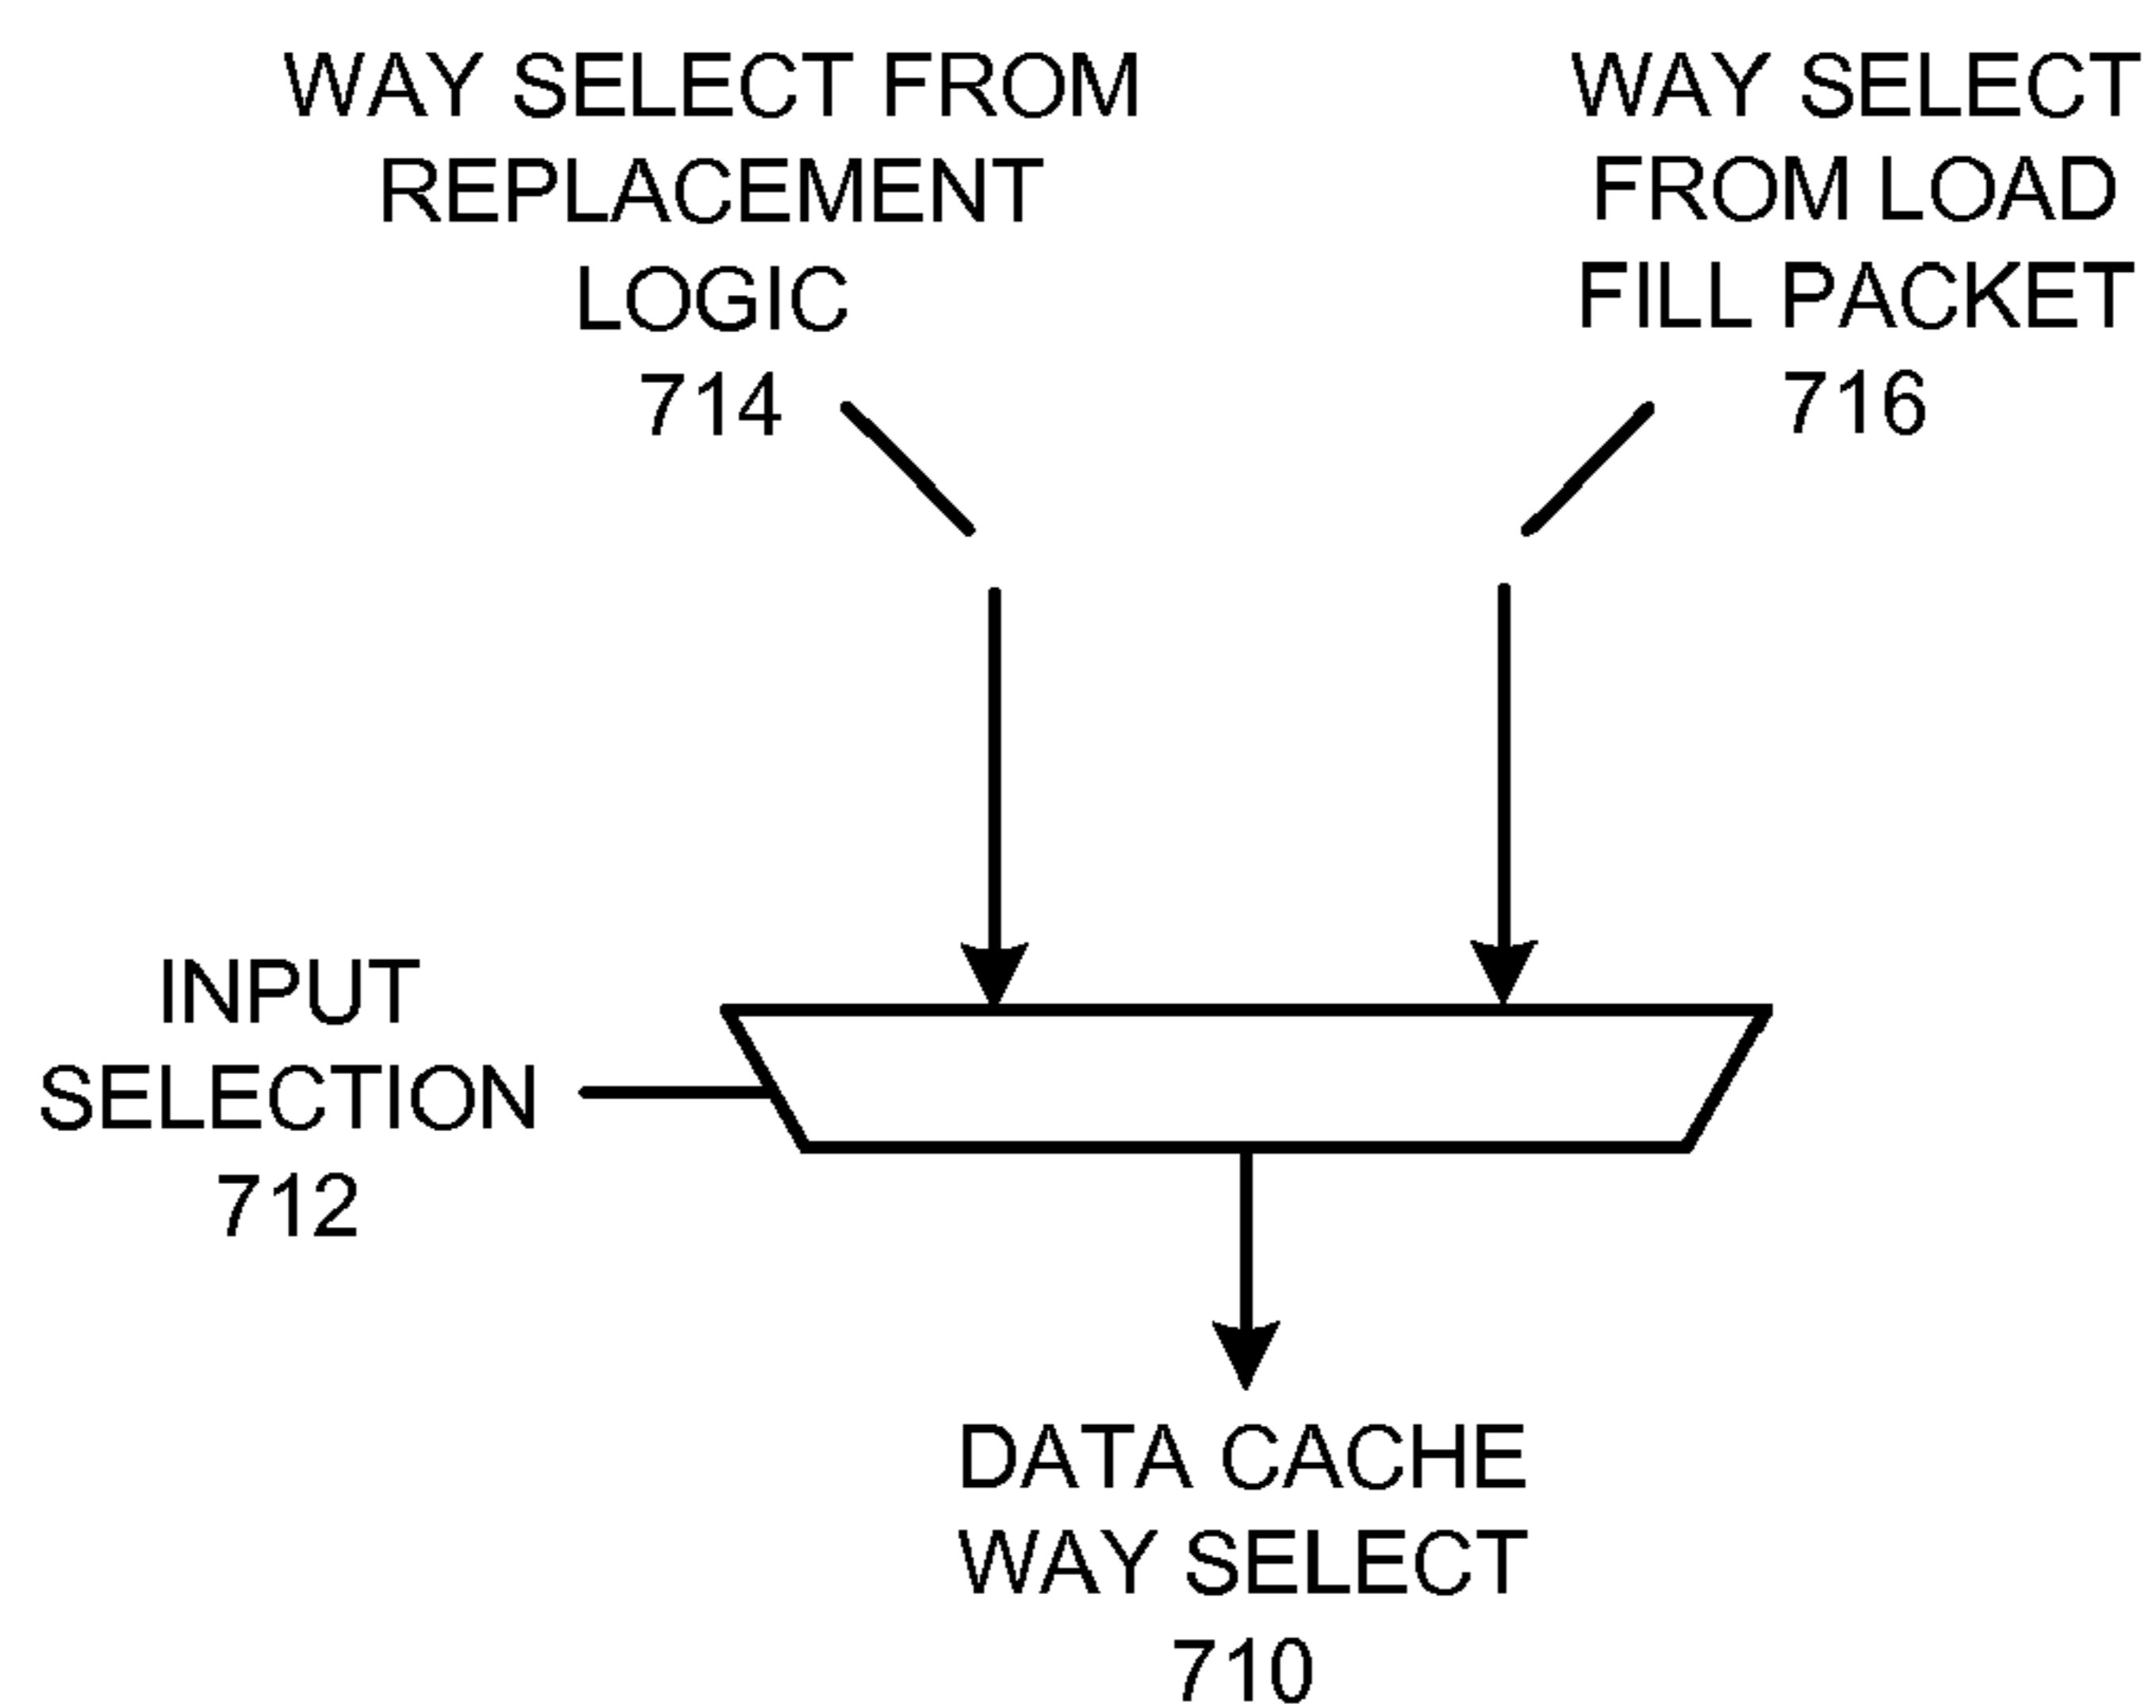 WAY SELECT FROM
REPLACEMENT
LOGIC
714
WAY SELECT
FROM LOAD
FILL PACKET
716
INPUT
SELECTION
712
DATA CACHE
WAY SELECT
710